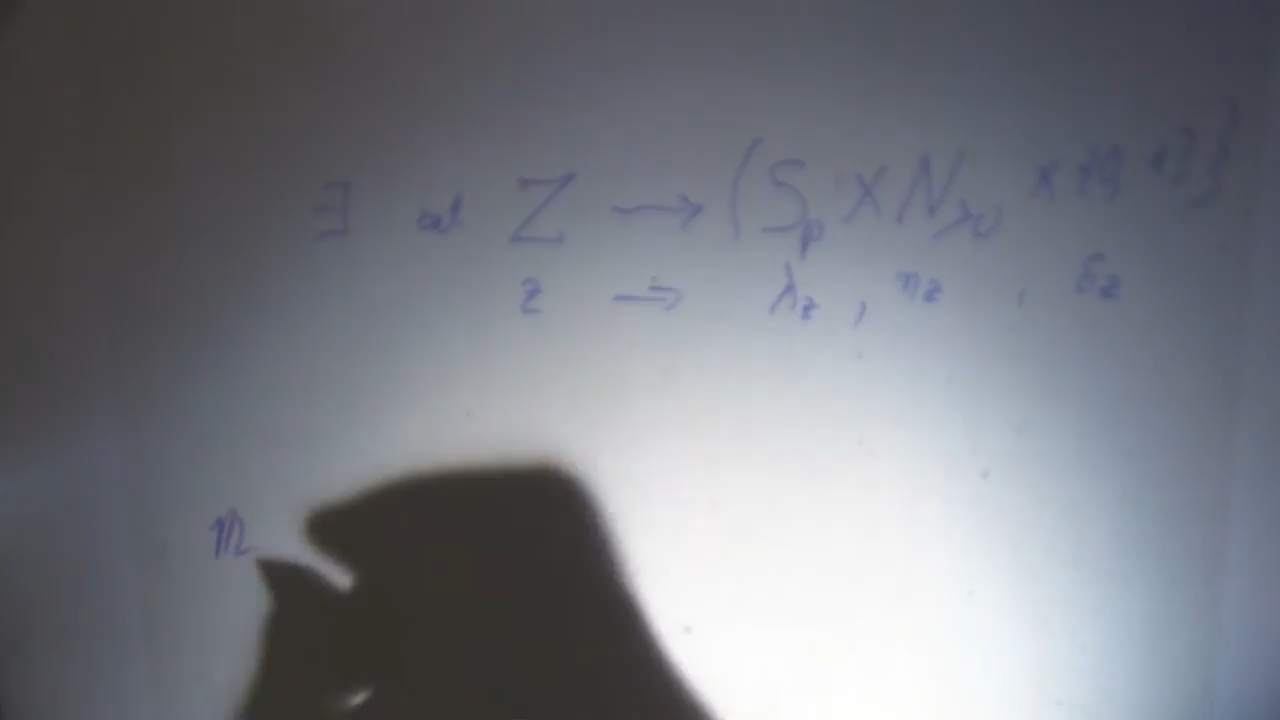 ∃ Z → (S_p × N_{>0} ×
z → λ_z , n_z , δ_z
m